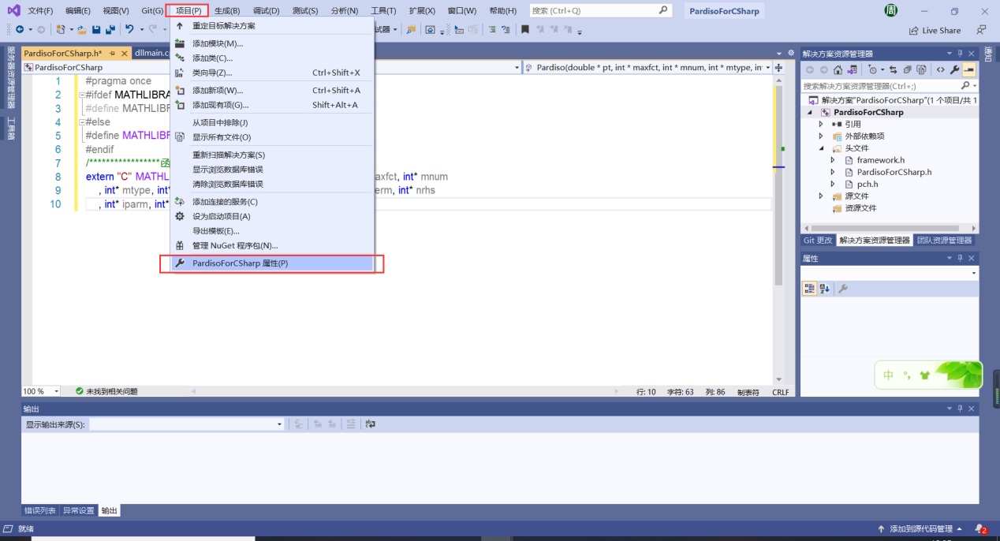 文件(F) 编辑(E) 视图(V) Git(G) 项目(P) 生成(B) 调试(D) 测试(S) 分析(N) 工具(T) 扩展(X) 窗口(W) 帮助(H) 搜索 (Ctrl+Q) PardisoForCSharp 周
试器 Live Share
服务器资源管理器
工具箱
PardisoForCSharp.h* dllmain.c
PardisoForCSharp
Pardiso(double * pt, int * maxfct, int * mnum, int * mtype, in
1 #pragma once
2 #ifdef MATHLIBRA
3 #define MATHLIBR
4 #else
5 #define MATHLIBR
6 #endif
7 /*****************函
8 extern "C" MATHL axfct, int* mnum
9 , int* mtype, int* erm, int* nrhs
10 , int* iparm, int*
重定目标解决方案
添加模块(M)...
添加类(C)...
类向导(Z)... Ctrl+Shift+X
添加新项(W)... Ctrl+Shift+A
添加现有项(G)... Shift+Alt+A
从项目中排除(J)
显示所有文件(O)
重新扫描解决方案(S)
显示浏览数据库错误
清除浏览数据库错误
添加连接的服务(C)
设为启动项目(A)
导出模板(E)...
管理 NuGet 程序包(N)...
PardisoForCSharp 属性(P)
100 % 未找到相关问题 行: 10 字符: 63 列: 86 制表符 CRLF
解决方案资源管理器
搜索解决方案资源管理器(Ctrl+;)
解决方案"PardisoForCSharp"(1 个项目/共 1
PardisoForCSharp
引用
外部依赖项
头文件
framework.h
PardisoForCSharp.h
pch.h
源文件
资源文件
Git 更改 解决方案资源管理器 团队资源管理器
属性
通知
中 °,
输出
显示输出来源(S):
错误列表 异常设置 输出
就绪 添加到源代码管理 2